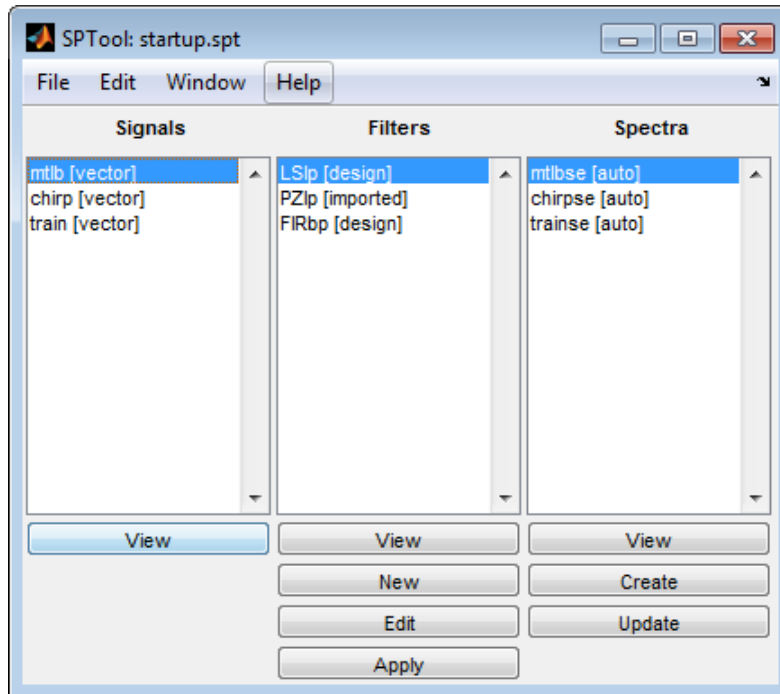 SPTool: startup.spt
File Edit Window Help
Signals Filters Spectra
mtlb [vector] LSlp [design] mtlbse [auto]
chirp [vector] PZlp [imported] chirpse [auto]
train [vector] FIRbp [design] trainse [auto]
View View View
New Create
Edit Update
Apply